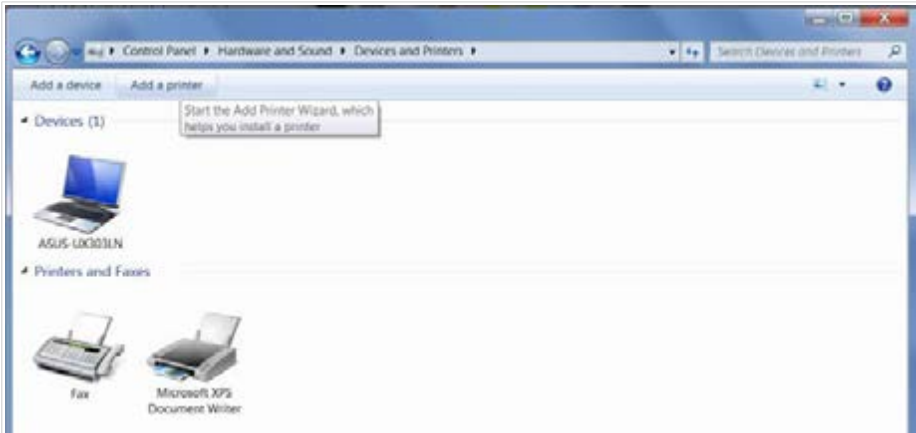 Control Panel ▸ Hardware and Sound ▸ Devices and Printers ▸
Search Devices and Printers
Add a device Add a printer
Start the Add Printer Wizard, which
helps you install a printer
Devices (1)
ASUS-UX303LN
Printers and Faxes
Fax
Microsoft XPS
Document Writer